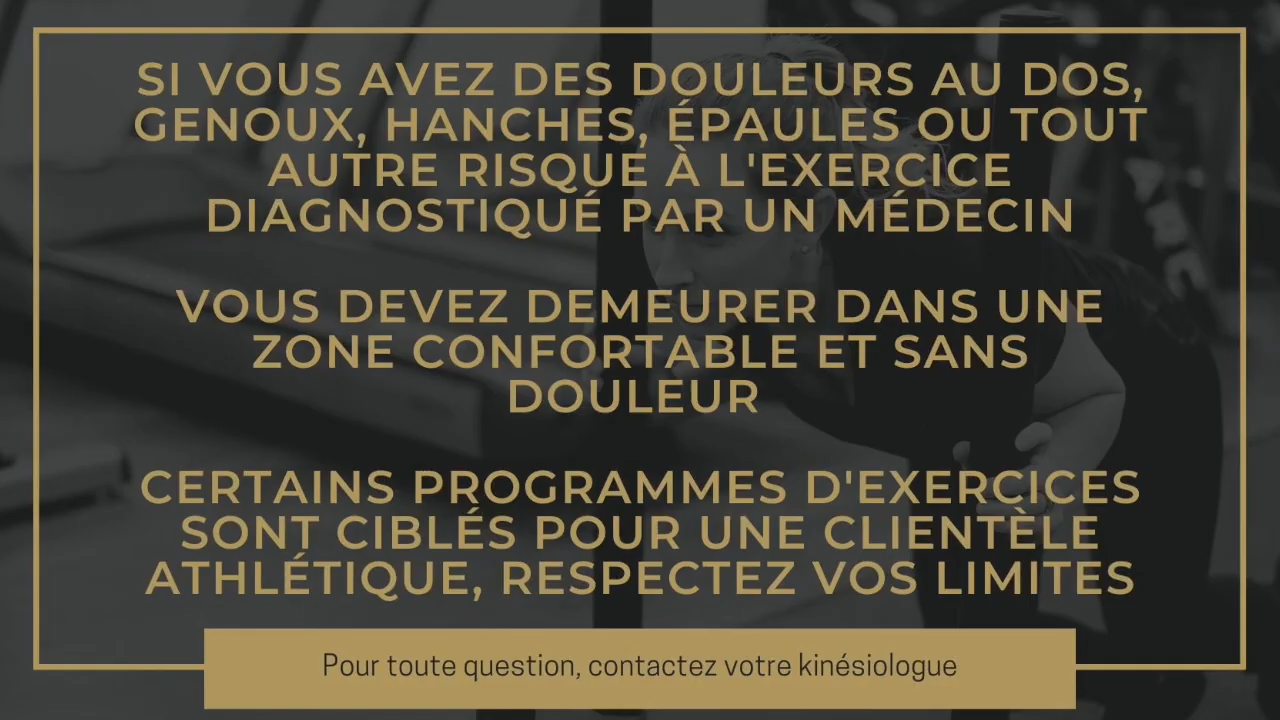 SI VOUS AVEZ DES DOULEURS AU DOS,
GENOUX, HANCHES, ÉPAULES OU TOUT
AUTRE RISQUE À L'EXERCICE
DIAGNOSTIQUÉ PAR UN MÉDECIN
VOUS DEVEZ DEMEURER DANS UNE
ZONE CONFORTABLE ET SANS
DOULEUR
CERTAINS PROGRAMMES D'EXERCICES
SONT CIBLÉS POUR UNE CLIENTÈLE
ATHLÉTIQUE, RESPECTEZ VOS LIMITES
Pour toute question, contactez votre kinésiologue